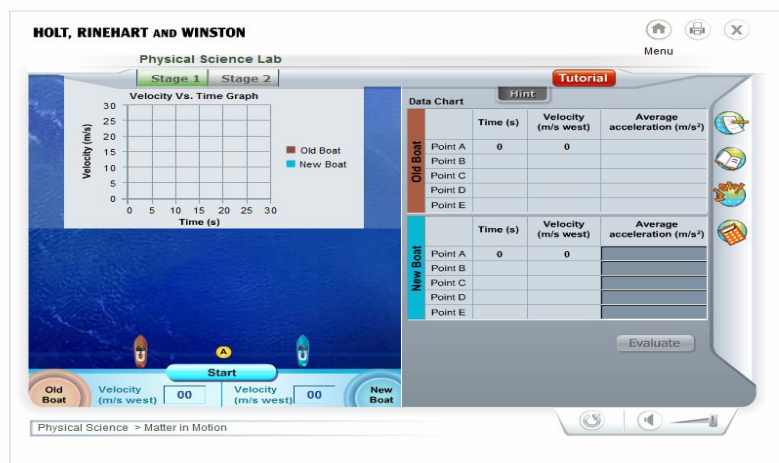 HOLT, RINEHART AND WINSTON
Menu
Physical Science Lab
Stage 1 Stage 2
Tutorial
Velocity Vs. Time Graph
30
25
20
15
10
5
0
Velocity (m/s)
0 5 10 15 20 25 30
Time (s)
Old Boat
New Boat
Hint
Data Chart
Time (s) Velocity (m/s west) Average acceleration (m/s²)
Old Boat
Point A 0 0
Point B
Point C
Point D
Point E
Time (s) Velocity (m/s west) Average acceleration (m/s²)
New Boat
Point A 0 0
Point B
Point C
Point D
Point E
Evaluate
A
Start
Old Boat
Velocity (m/s west) 00
Velocity (m/s west) 00
New Boat
Physical Science > Matter in Motion